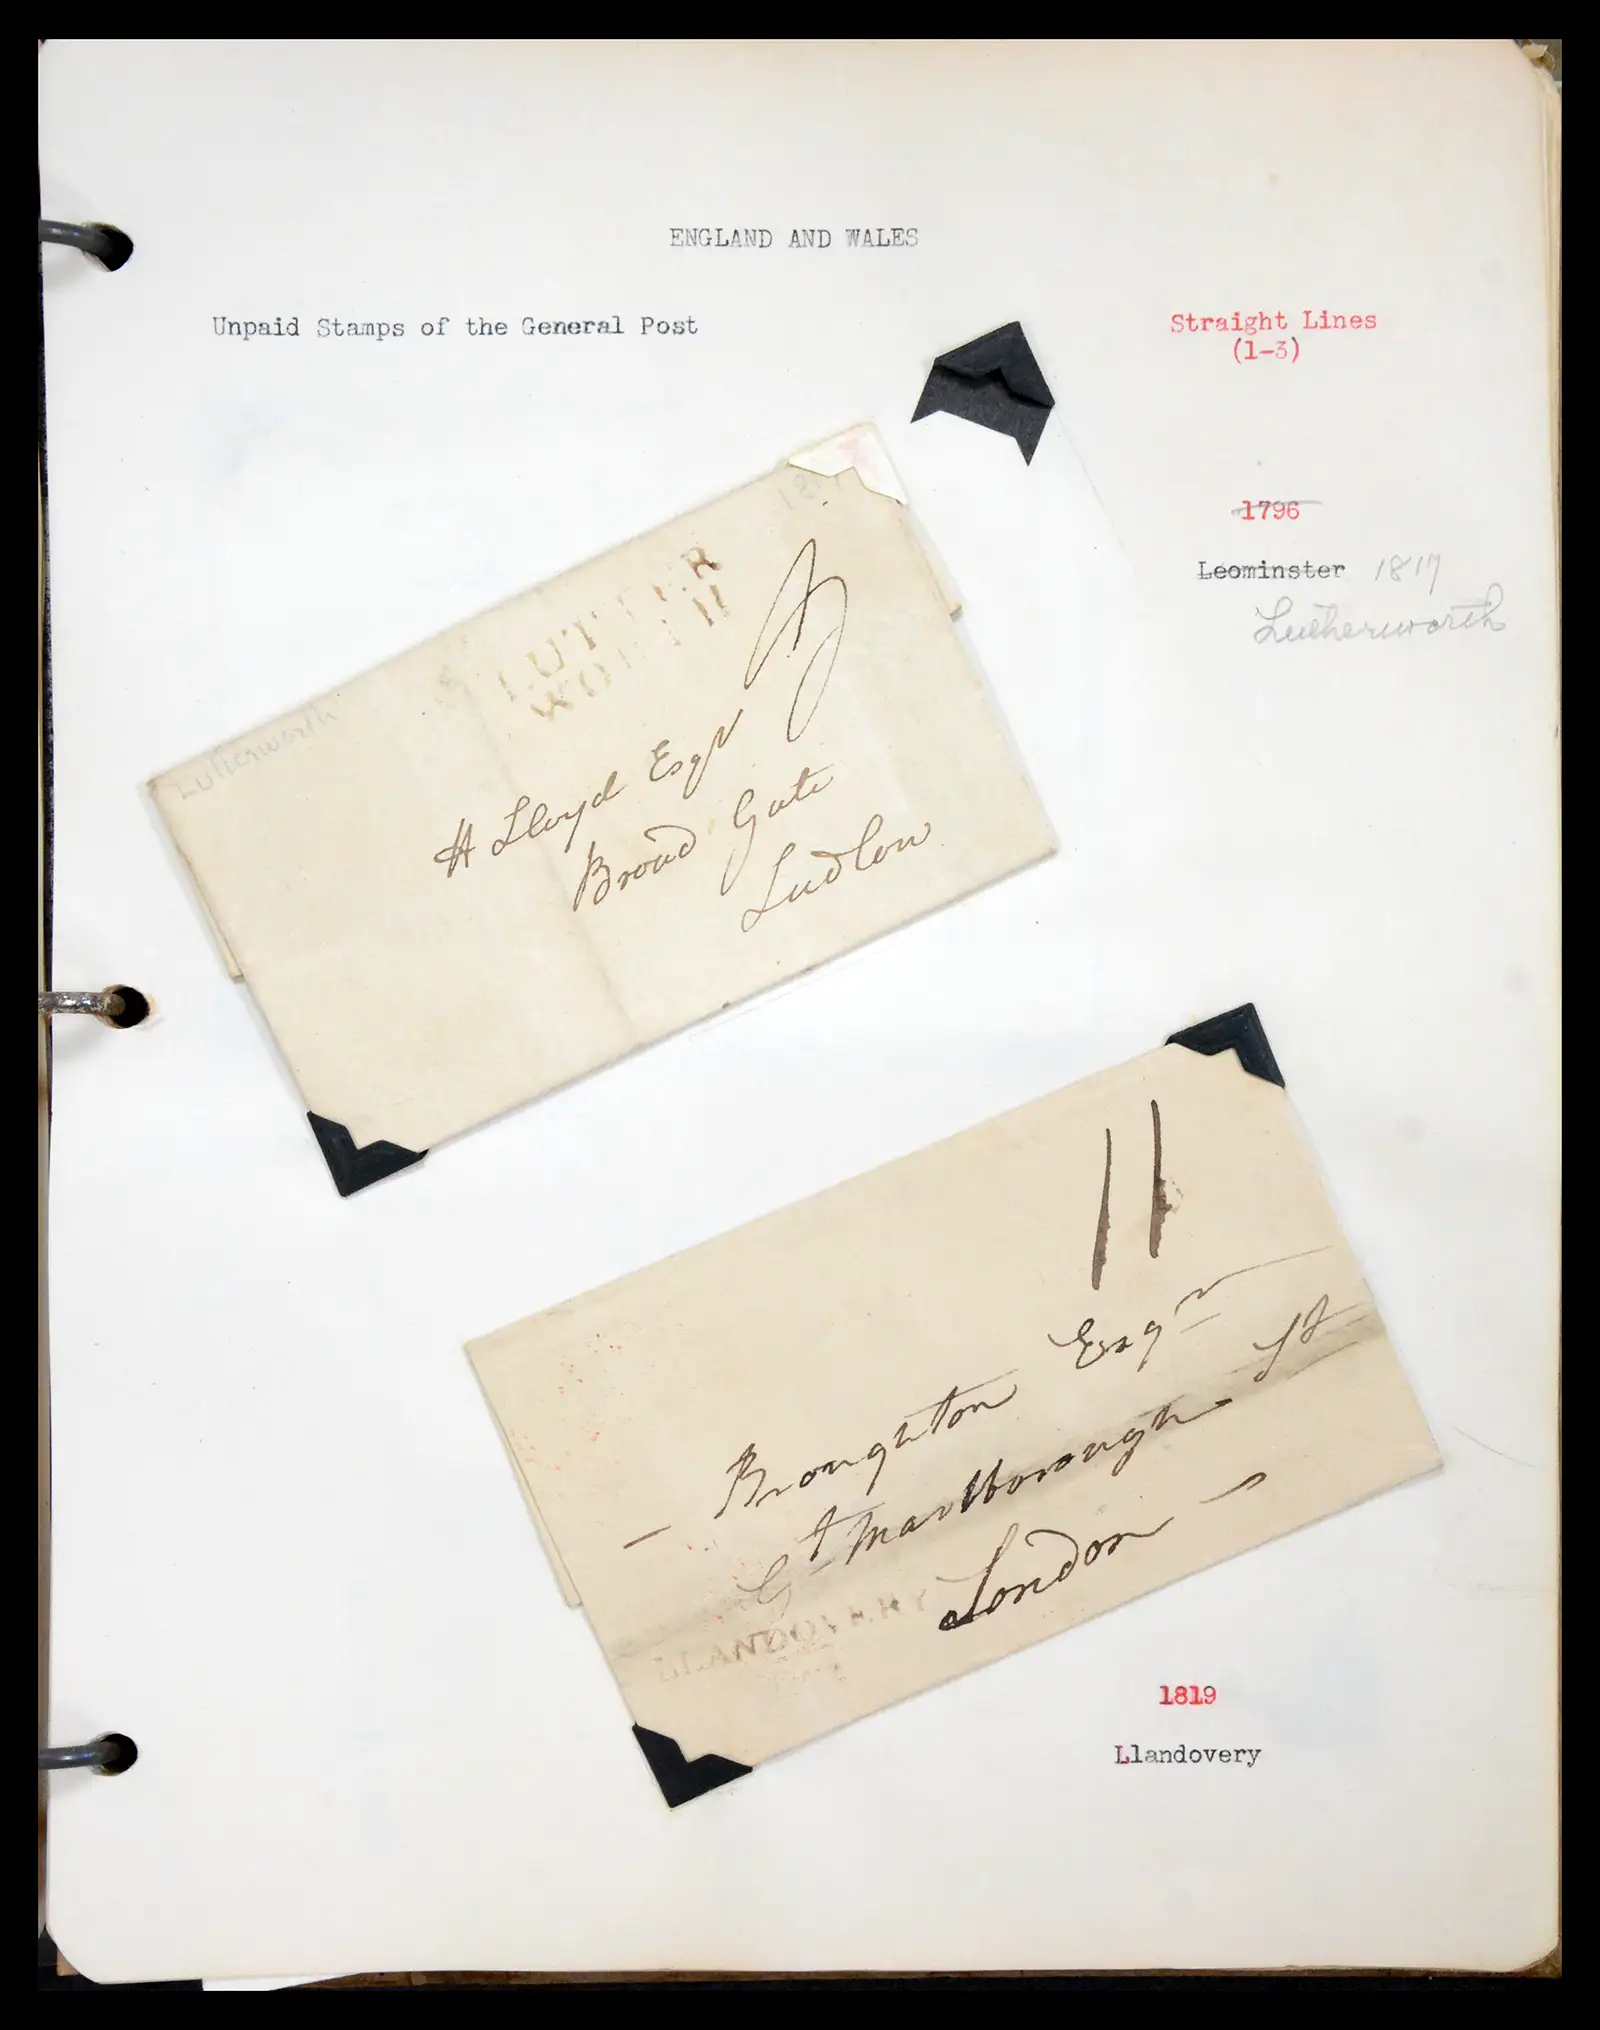 ENGLAND AND WALES
Unpaid Stamps of the General Post
Straight Lines
(1-3)
1796
Leominster 1817
Lutherworth
LUTTER
WORTH
Lutterworth
H Lloyd Esqr
Broad Gate
Ludlow
11
— Broughton Esqr
Gt Marlborough St
London —
LLANDOVERY
1819
Llandovery